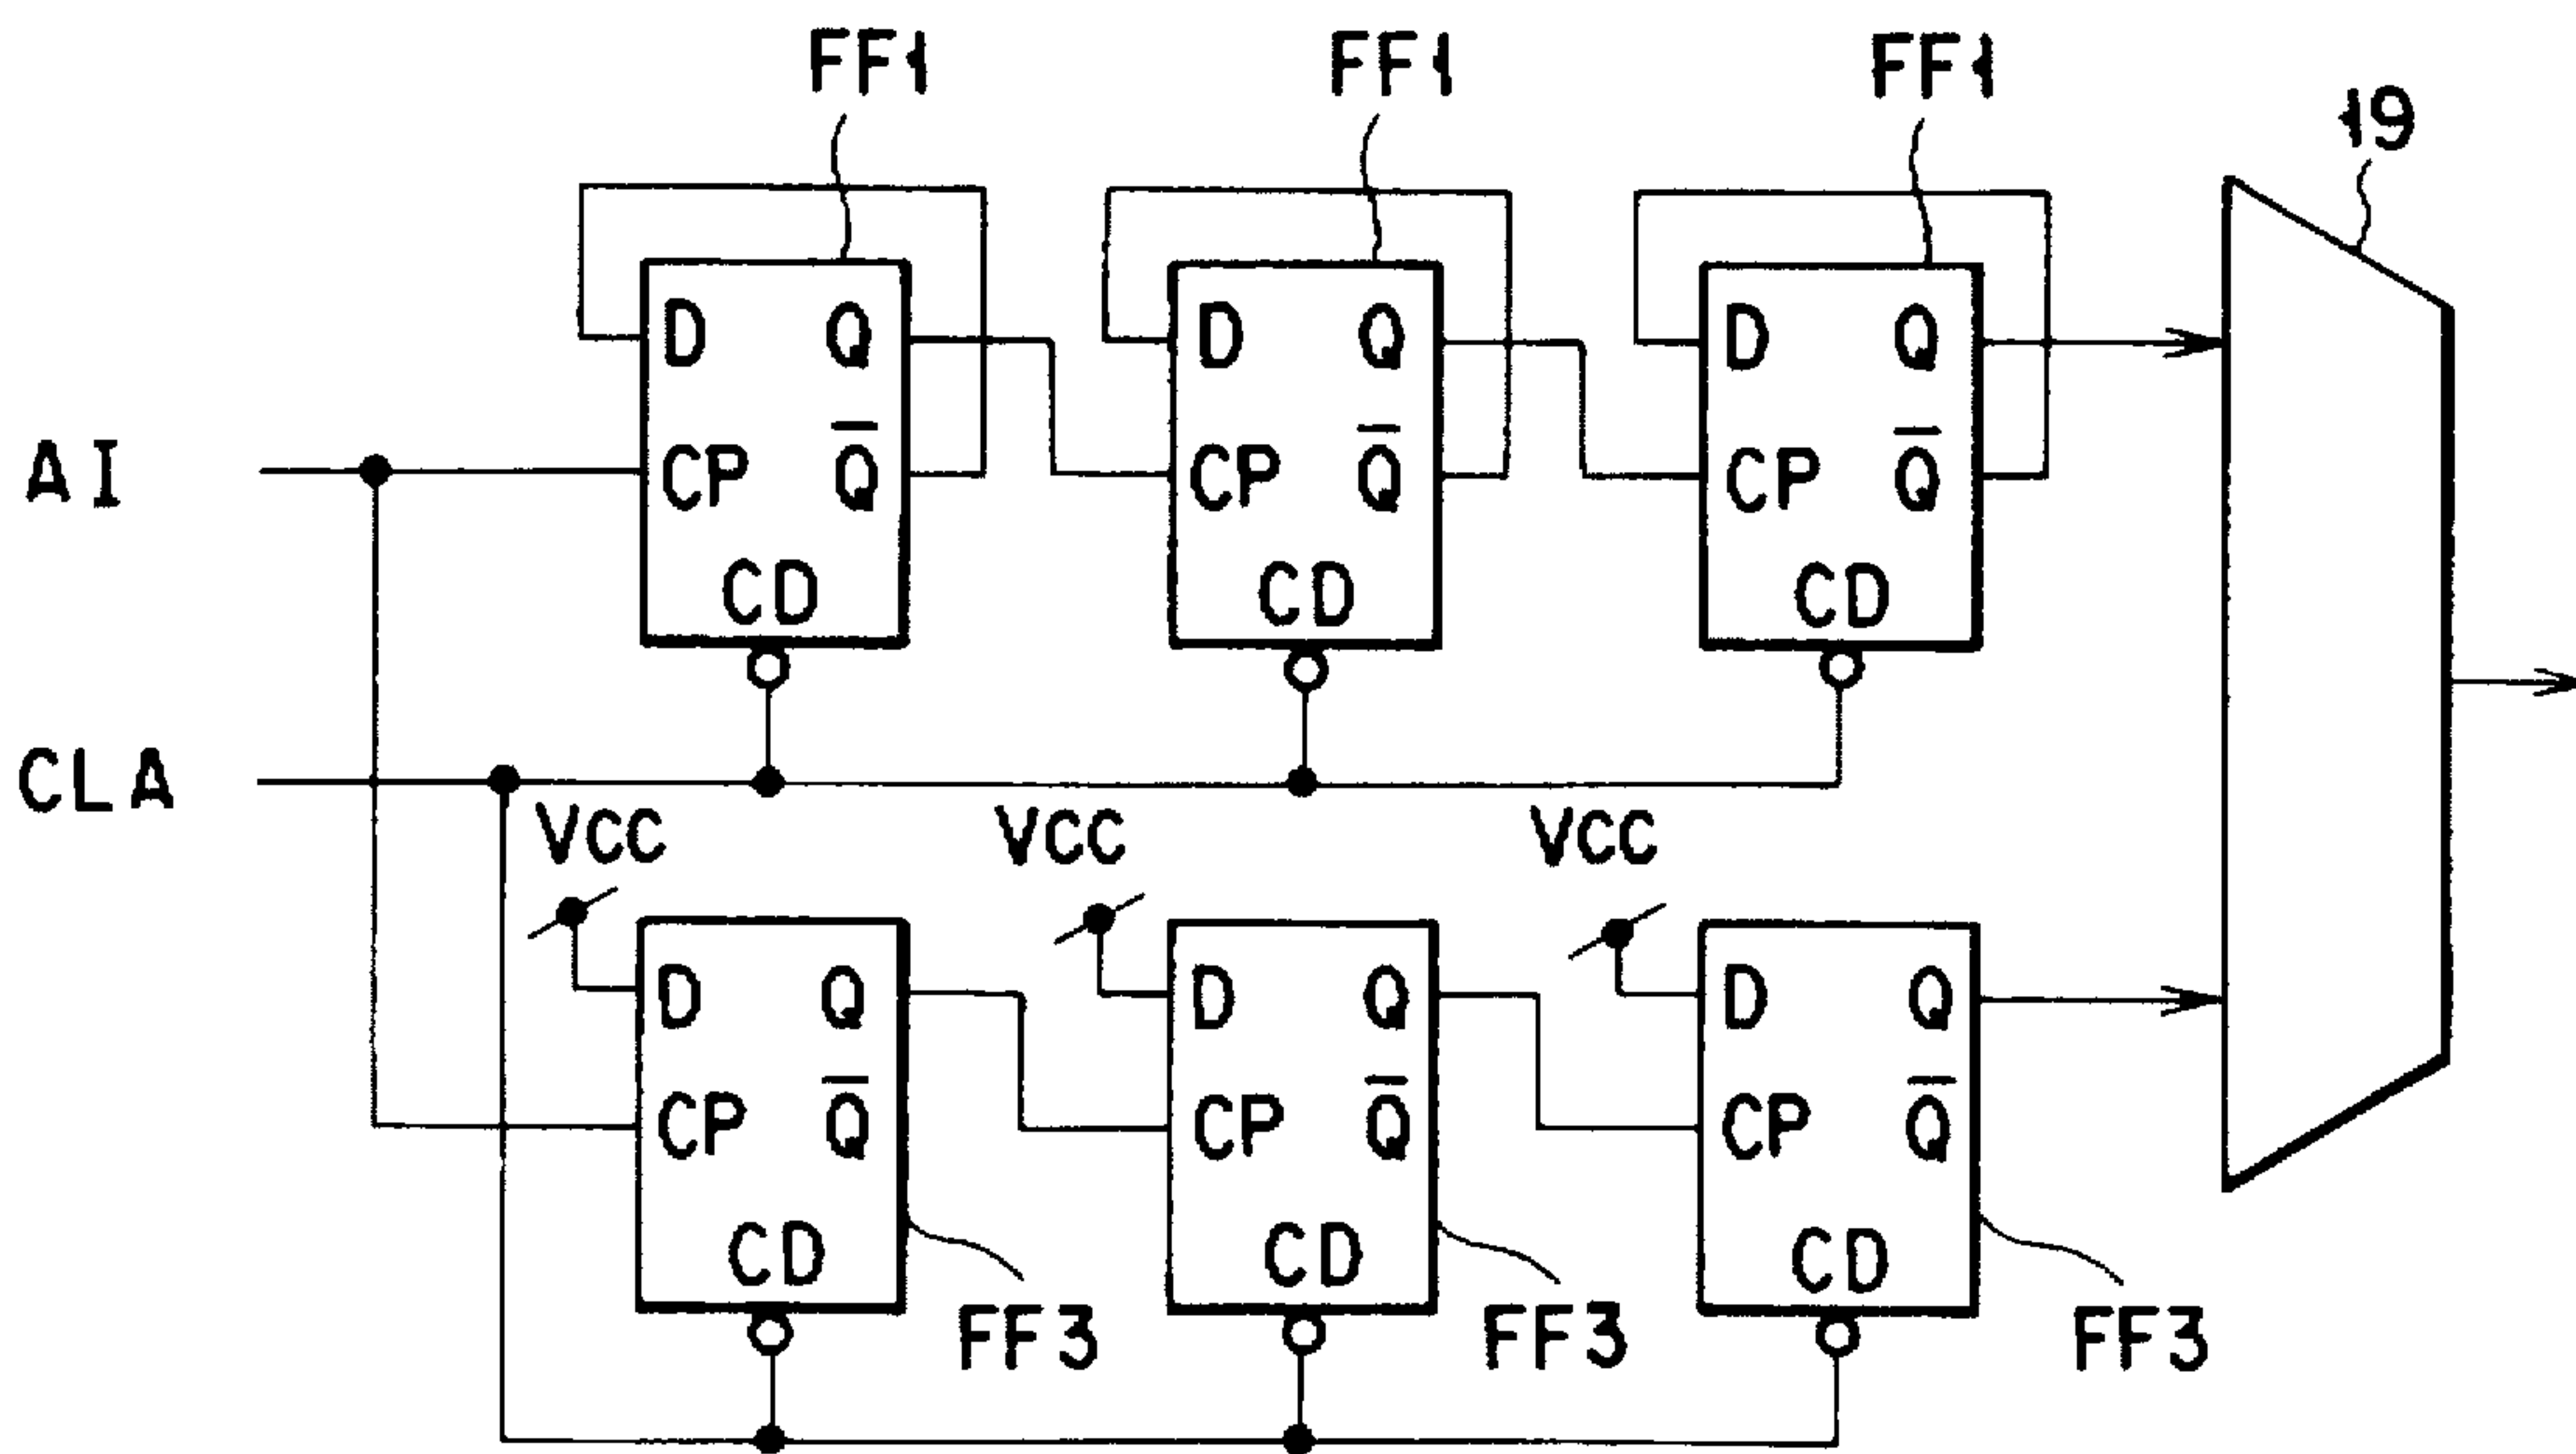 FF1 FF1 FF1
19
D Q D Q D Q
AI
CP Q̅ CP Q̅ CP Q̅
CD CD CD
CLA
VCC VCC VCC
D Q D Q D Q
CP Q̅ CP Q̅ CP Q̅
CD CD CD
FF3 FF3 FF3